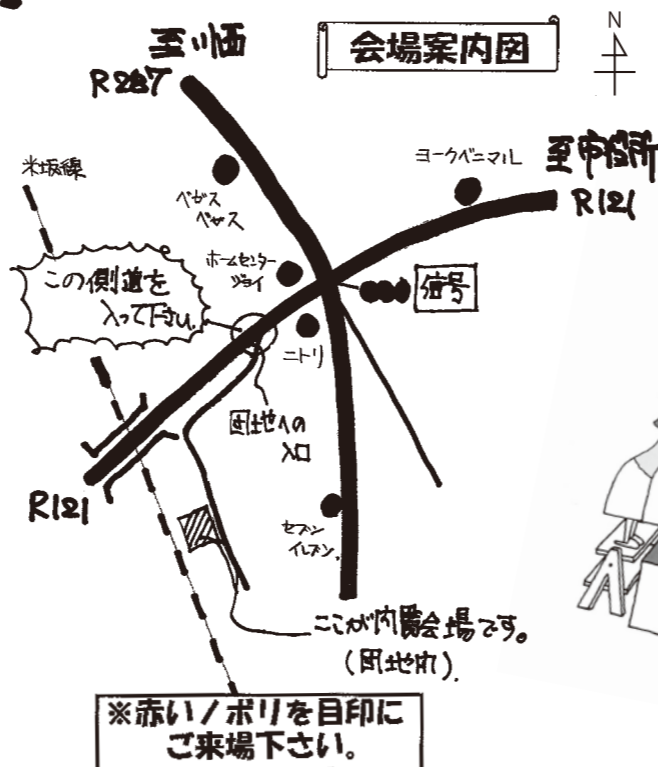 会場案内図
N
至川西
R287
至市役所
R121
ヨークベニマル
米坂線
ベガス
ベガス
ホームセンター
ジョイ
この側道を
入って下さい。
信号
ニトリ
団地への
入口
R121
セブン
イレブン
ここが内覧会場です。
(団地内).
※赤いノボリを目印に
ご来場下さい。